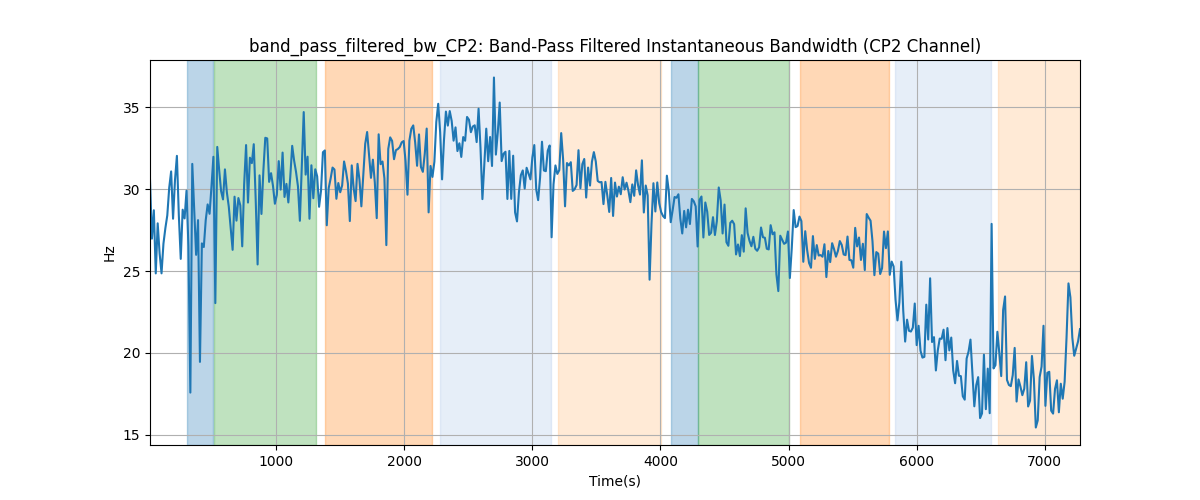 band_pass_filtered_bw_CP2: Band-Pass Filtered Instantaneous Bandwidth (CP2 Channel)
35
30
25
20
15
Hz
1000 2000 3000 4000 5000 6000 7000
Time(s)